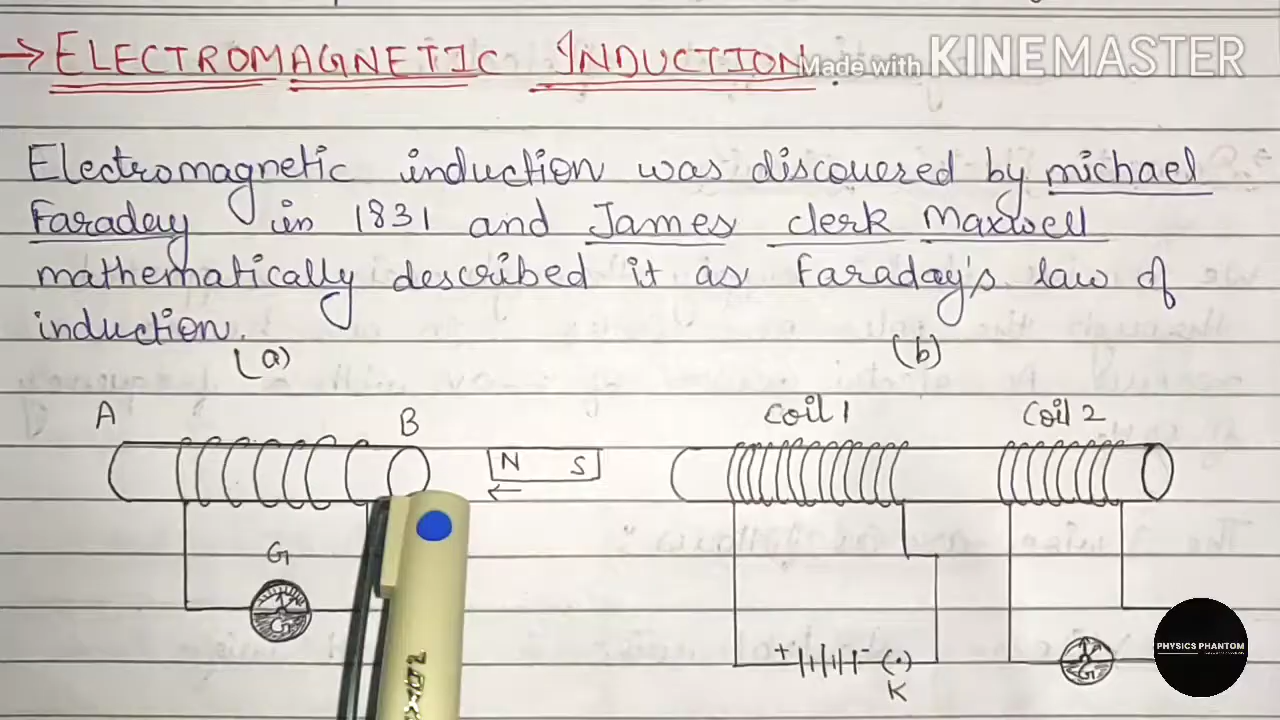 → ELECTROMAGNETIC INDUCTION.
Made with KINEMASTER
Electromagnetic induction was discovered by michael
Faraday in 1831 and James clerk Maxwell
mathematically described it as Faraday's law of
induction.
(a) (b)
A B coil 1 coil 2
N S
G
G
+ - (•)
K
G
PHYSICS PHANTOM